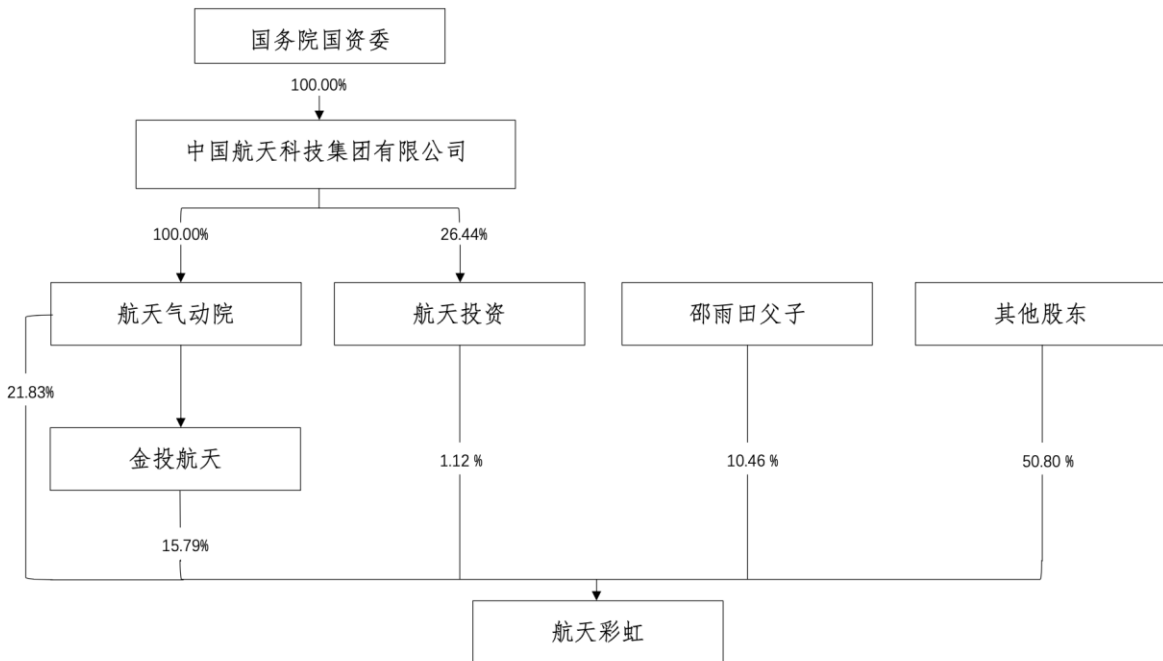 国务院国资委
100.00%
中国航天科技集团有限公司
100.00%
26.44%
航天气动院
航天投资
邵雨田父子
其他股东
21.83%
金投航天
1.12 %
10.46 %
50.80 %
15.79%
航天彩虹